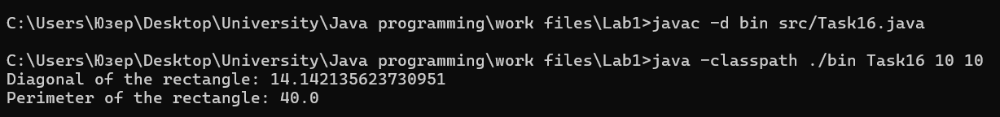 C:\Users\Юзер\Desktop\University\Java programming\work files\Lab1>javac -d bin src/Task16.java
C:\Users\Юзер\Desktop\University\Java programming\work files\Lab1>java -classpath ./bin Task16 10 10
Diagonal of the rectangle: 14.142135623730951
Perimeter of the rectangle: 40.0